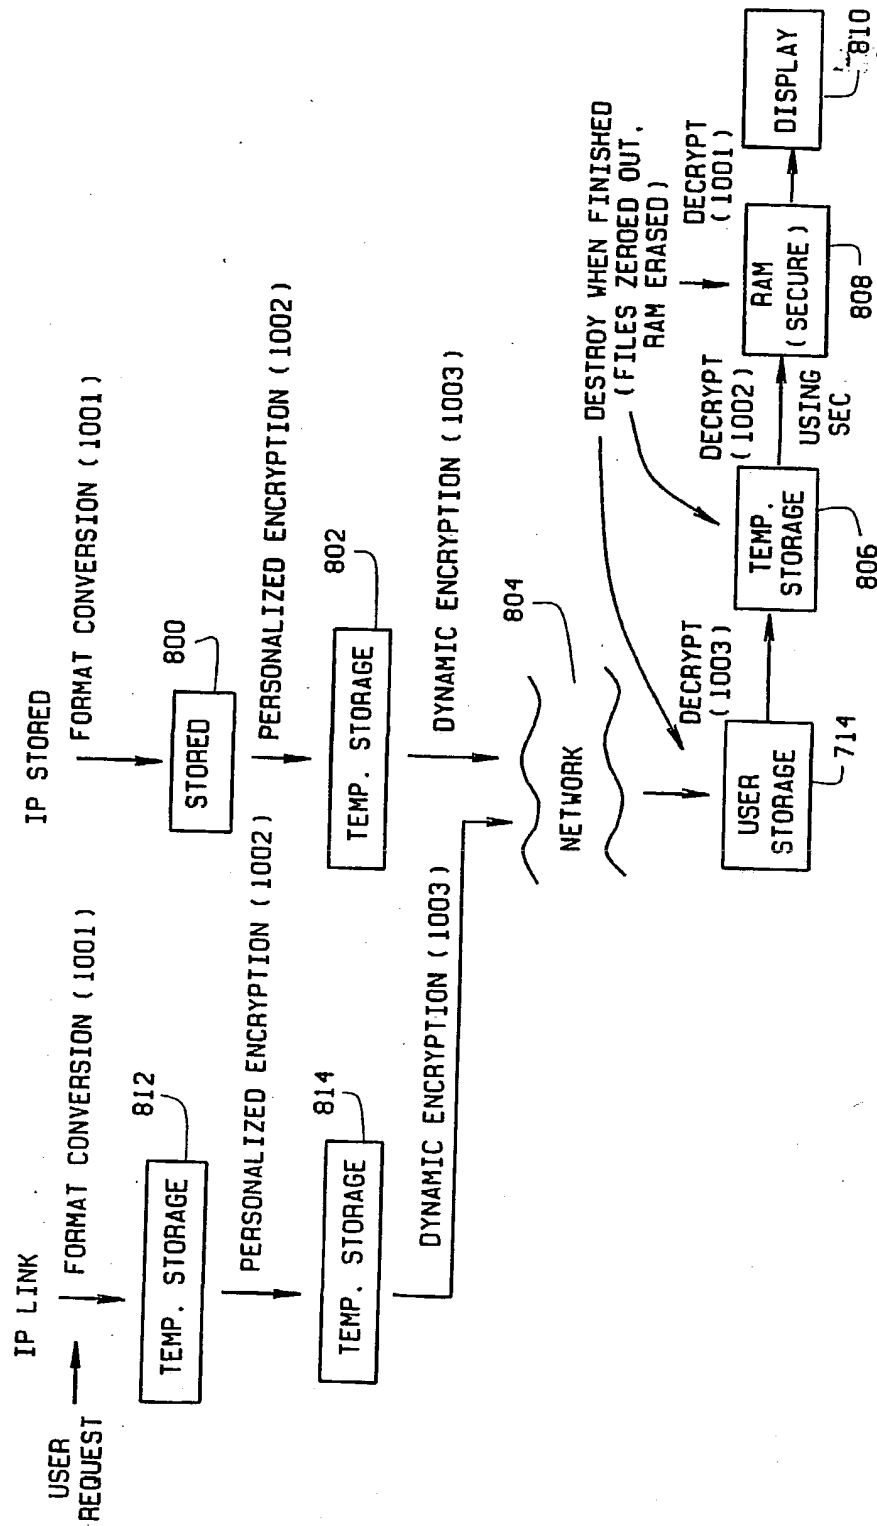 USER
REQUEST
IP LINK
FORMAT CONVERSION (1001)
TEMP. STORAGE
812
PERSONALIZED ENCRYPTION (1002)
TEMP. STORAGE
814
DYNAMIC ENCRYPTION (1003)
IP STORED
FORMAT CONVERSION (1001)
STORED
800
PERSONALIZED ENCRYPTION (1002)
TEMP. STORAGE
802
DYNAMIC ENCRYPTION (1003)
NETWORK
804
DESTROY WHEN FINISHED
(FILES ZEROED OUT,
RAM ERASED)
USER
STORAGE
714
DECRYPT
(1003)
TEMP.
STORAGE
806
DECRYPT
(1002)
USING
SEC
RAM
(SECURE)
808
DECRYPT
(1001)
DISPLAY
810